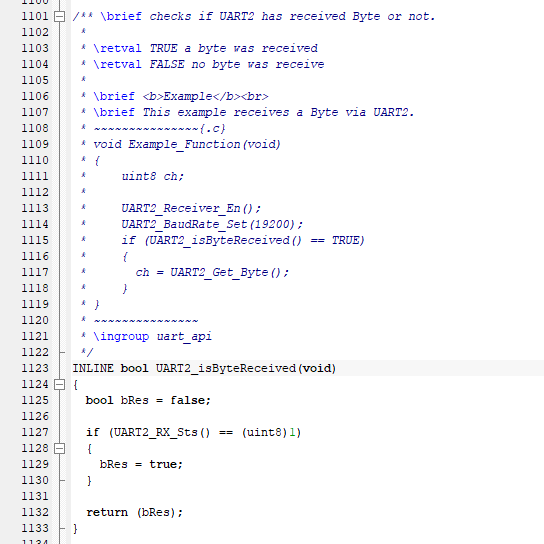 1101 /** \brief checks if UART2 has received Byte or not.
1102  *
1103  * \retval TRUE a byte was received
1104  * \retval FALSE no byte was receive
1105  *
1106  * \brief <b>Example</b><br>
1107  * \brief This example receives a Byte via UART2.
1108  * ~~~~~~~~~~~~~~~{.c}
1109  * void Example_Function(void)
1110  * {
1111  *     uint8 ch;
1112  *
1113  *     UART2_Receiver_En();
1114  *     UART2_BaudRate_Set(19200);
1115  *     if (UART2_isByteReceived() == TRUE)
1116  *     {
1117  *       ch = UART2_Get_Byte();
1118  *     }
1119  * }
1120  * ~~~~~~~~~~~~~~~
1121  * \ingroup uart_api
1122  */
1123 INLINE bool UART2_isByteReceived(void)
1124 {
1125   bool bRes = false;
1126
1127   if (UART2_RX_Sts() == (uint8)1)
1128   {
1129     bRes = true;
1130   }
1131
1132   return (bRes);
1133 }